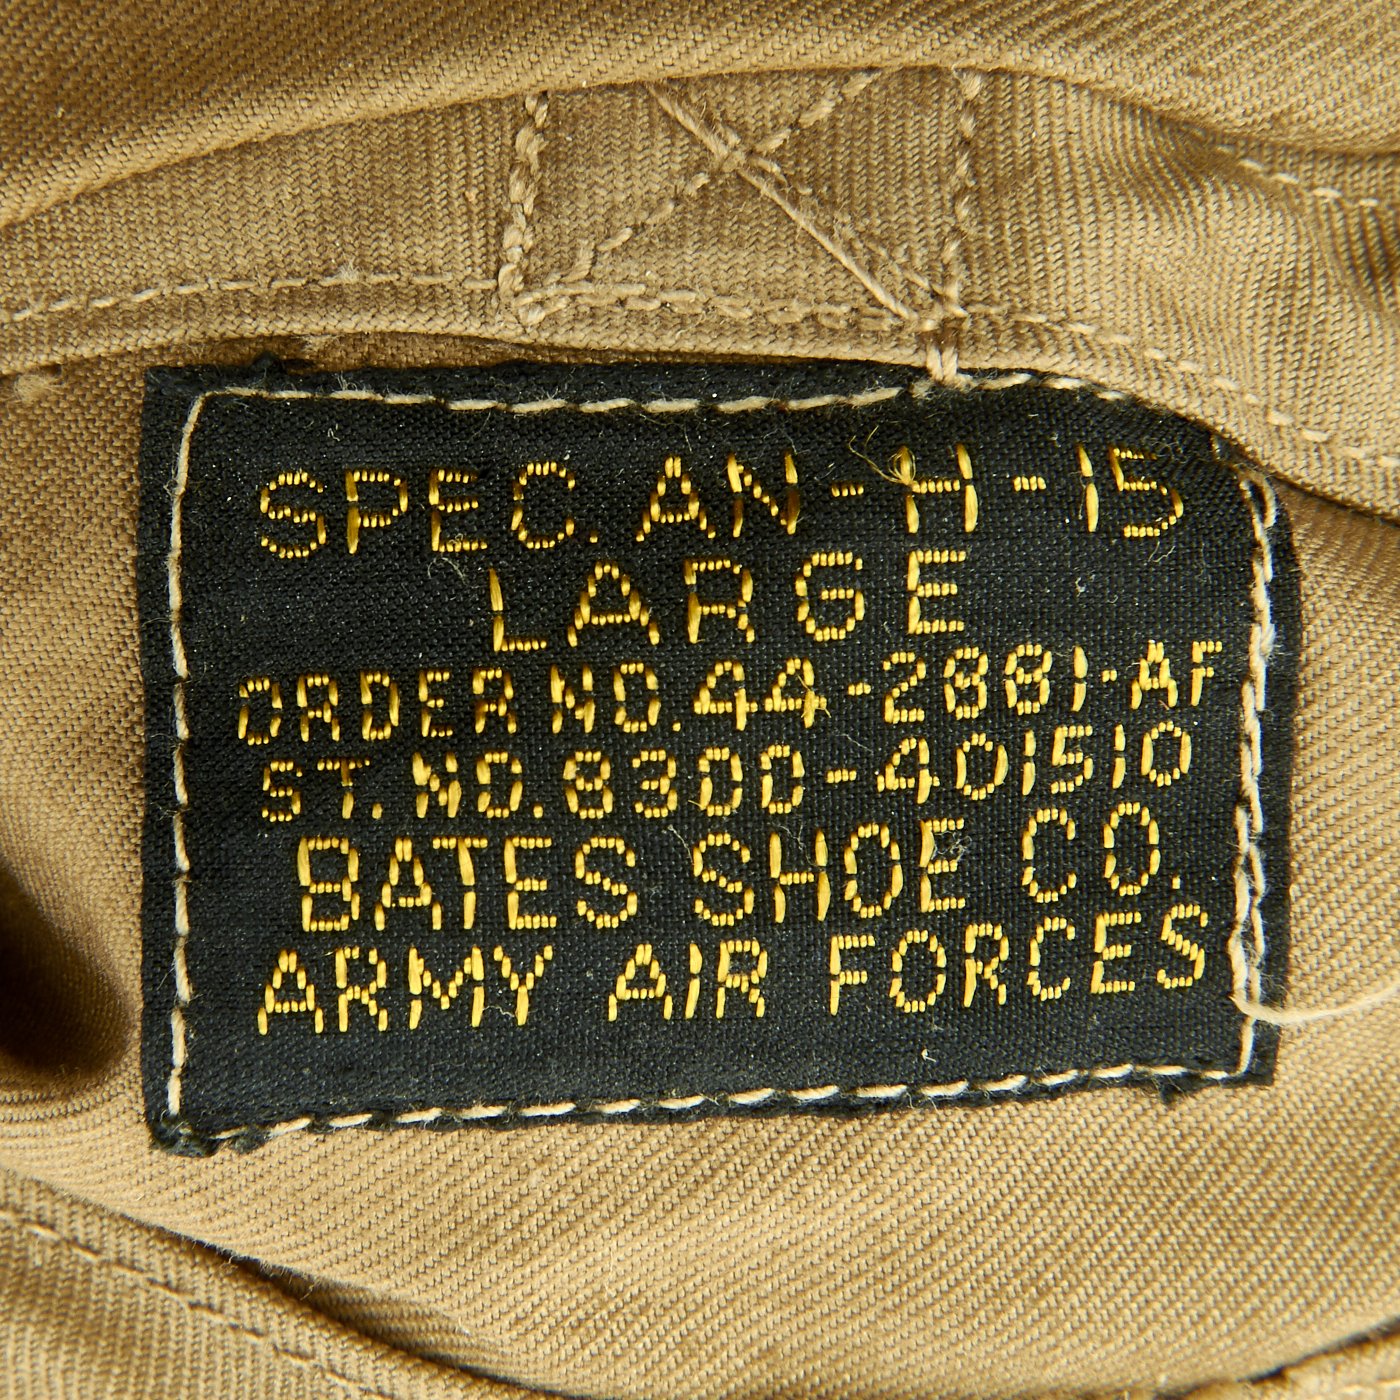 SPEC. AN-H-15
LARGE
ORDER NO. 44-2881-AF
ST. NO. 8300-401510
BATES SHOE CO.
ARMY AIR FORCES